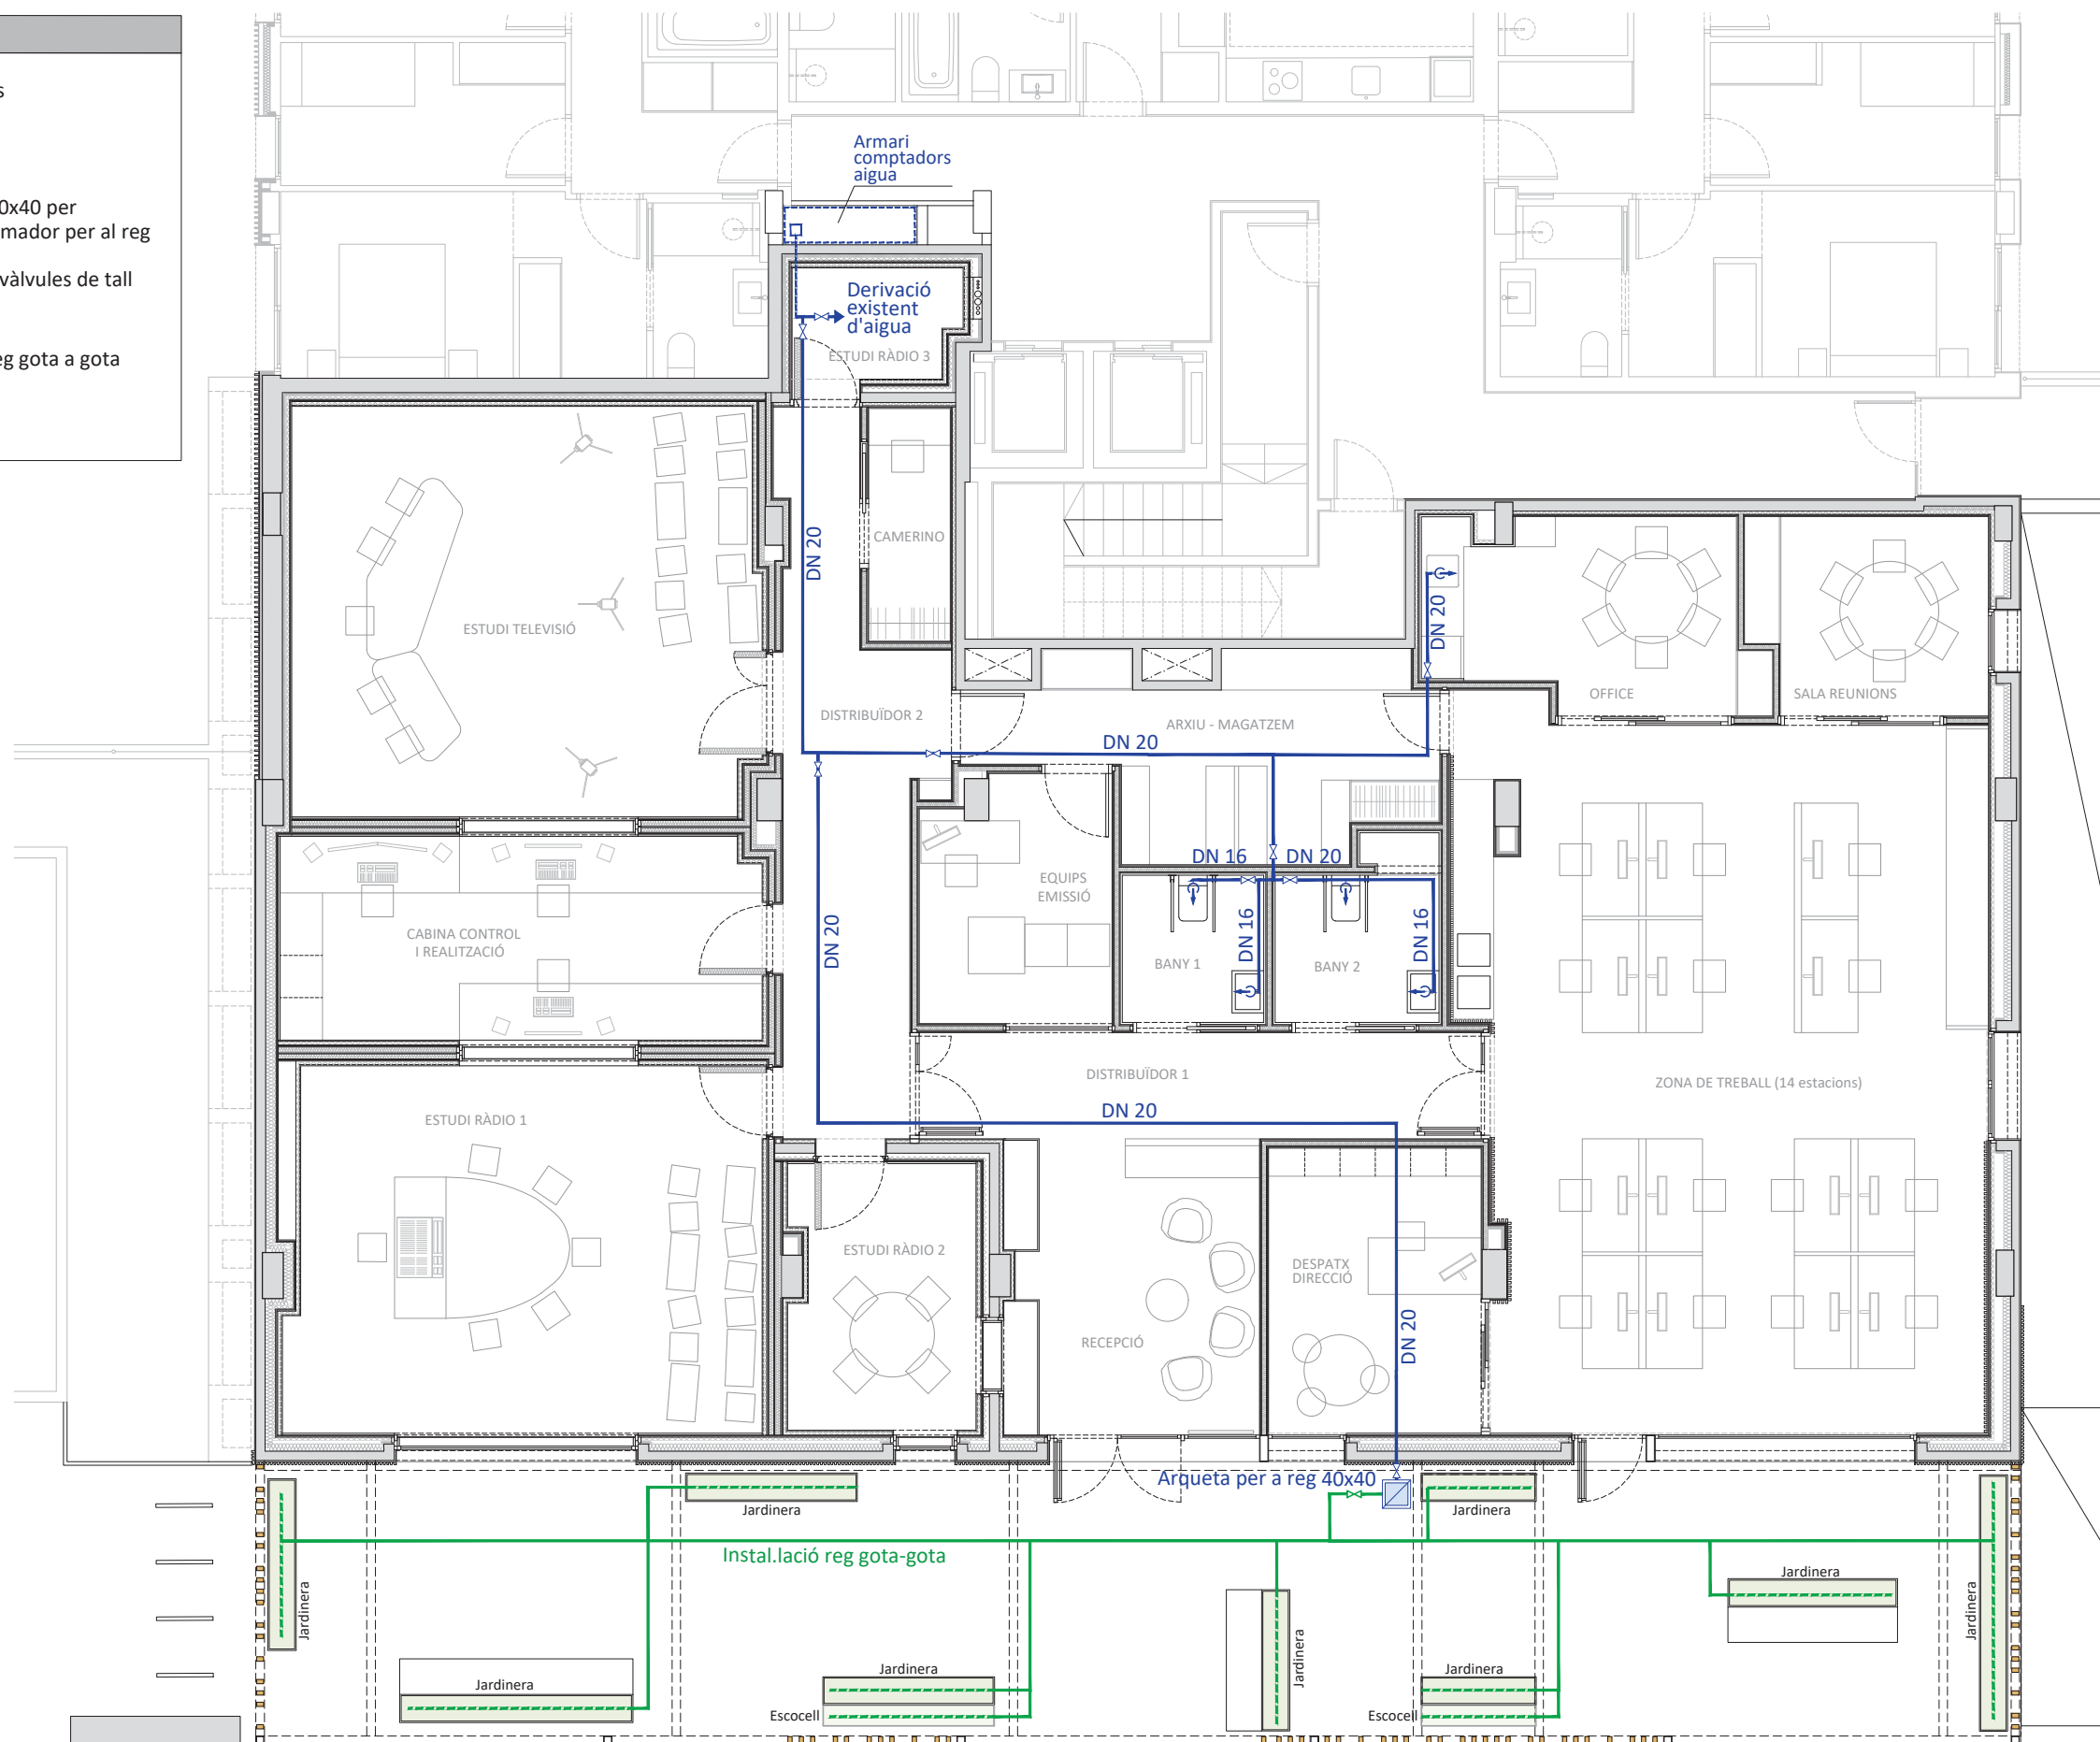 0x40 per
mador per al reg
vàlvules de tall
eg gota a gota
Armari
comptadors
aigua
Derivació
existent
d'aigua
ESTUDI RÀDIO 3
DN 20
CAMERINO
ESTUDI TELEVISIÓ
DN 20
OFFICE
SALA REUNIONS
DISTRIBUÏDOR 2
ARXIU - MAGATZEM
DN 20
DN 16
DN 20
EQUIPS
EMISSIÓ
CABINA CONTROL
I REALITZACIÓ
DN 20
DN 16
DN 16
BANY 1
BANY 2
DISTRIBUÏDOR 1
ZONA DE TREBALL (14 estacions)
DN 20
ESTUDI RÀDIO 1
ESTUDI RÀDIO 2
DESPATX
DIRECCIÓ
RECEPCIÓ
DN 20
Arqueta per a reg 40x40
Jardinera
Jardinera
Instal.lació reg gota-gota
Jardinera
Jardinera
Jardinera
Jardinera
Jardinera
Jardinera
Jardinera
Escocell
Escocell